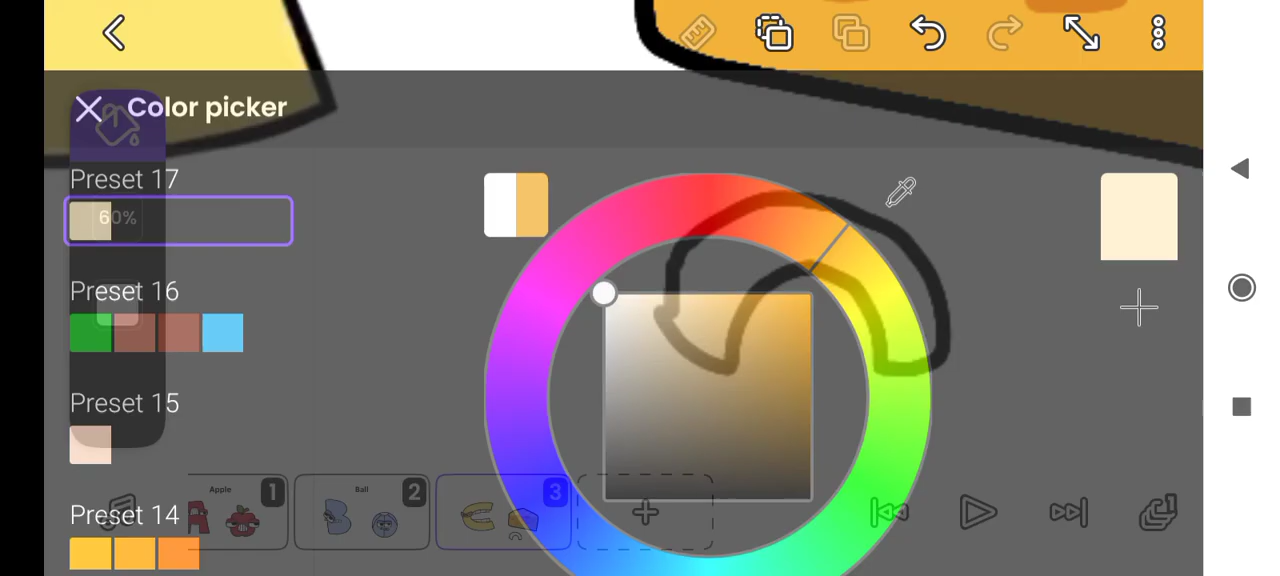 Color picker
Preset 17
60%
Preset 16
Preset 15
Preset 14
Apple
1
Ball
2
3